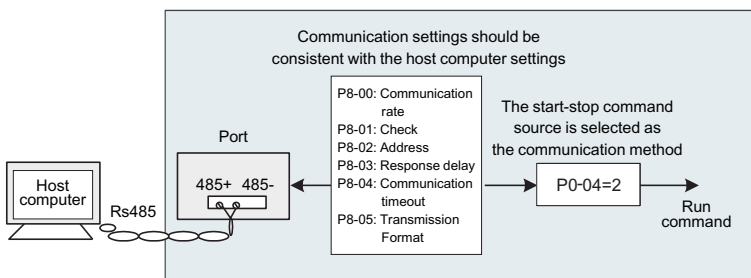 Communication settings should be
consistent with the host computer settings
P8-00: Communication
rate
P8-01: Check
P8-02: Address
P8-03: Response delay
P8-04: Communication
timeout
P8-05: Transmission
Format
Port
485+ 485-
Host
computer
Rs485
The start-stop command
source is selected as
the communication method
P0-04=2
Run
command